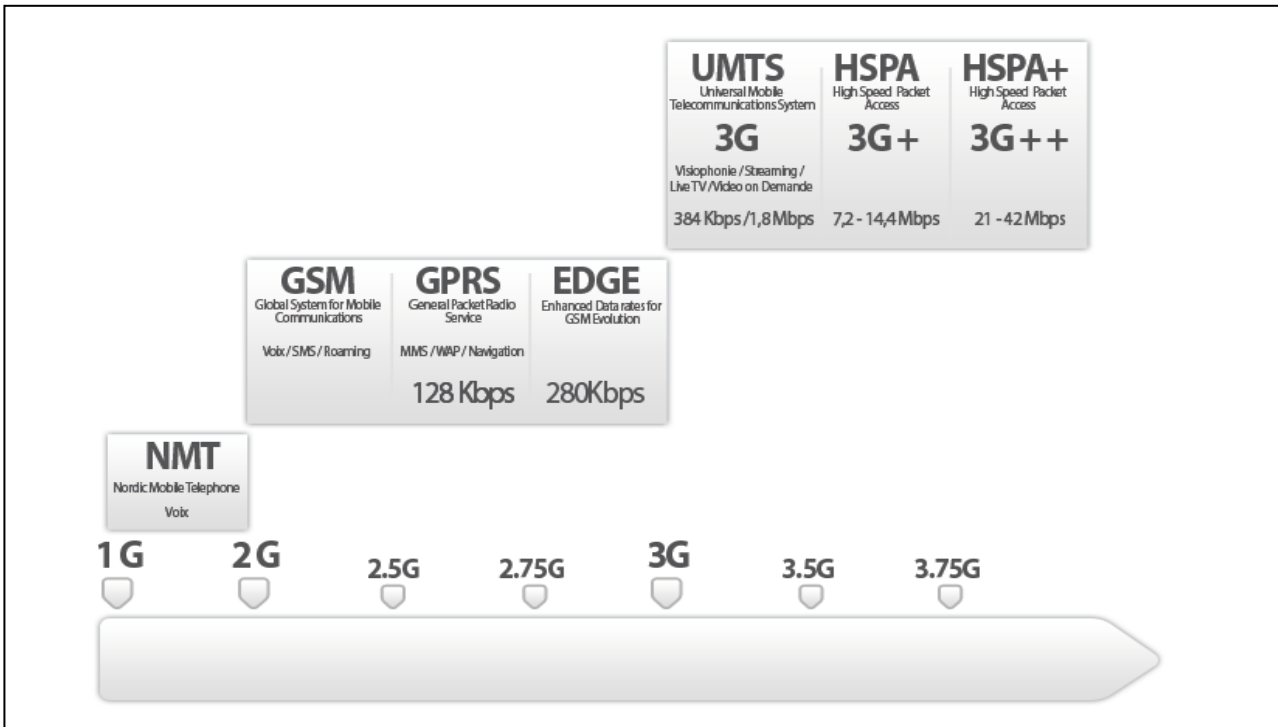 UMTS
Universal Mobile
Telecommunications System
3G
Visiophonie / Streaming /
Live TV / Video on Demande
384 Kbps /1,8 Mbps
HSPA
High Speed Packet
Access
3G+
7,2 - 14,4 Mbps
HSPA+
High Speed Packet
Access
3G++
21 - 42 Mbps
GSM
Global System for Mobile
Communications
Voix / SMS / Roaming
GPRS
General Packet Radio
Service
MMS / WAP / Navigation
128 Kbps
EDGE
Enhanced Data rates for
GSM Evolution
280Kbps
NMT
Nordic Mobile Telephone
Voix
1 G
2 G
2.5G
2.75G
3G
3.5G
3.75G